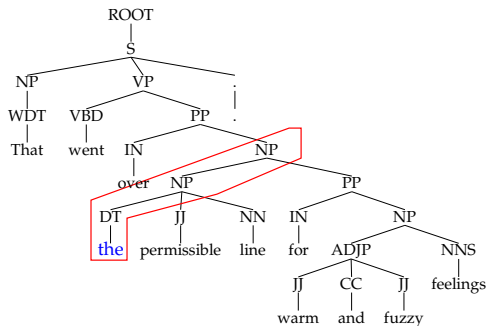 ROOT
S
NP VP .
WDT VBD PP .
That went IN NP
over NP PP
DT JJ NN IN NP
the permissible line for ADJP NNS
JJ CC JJ feelings
warm and fuzzy